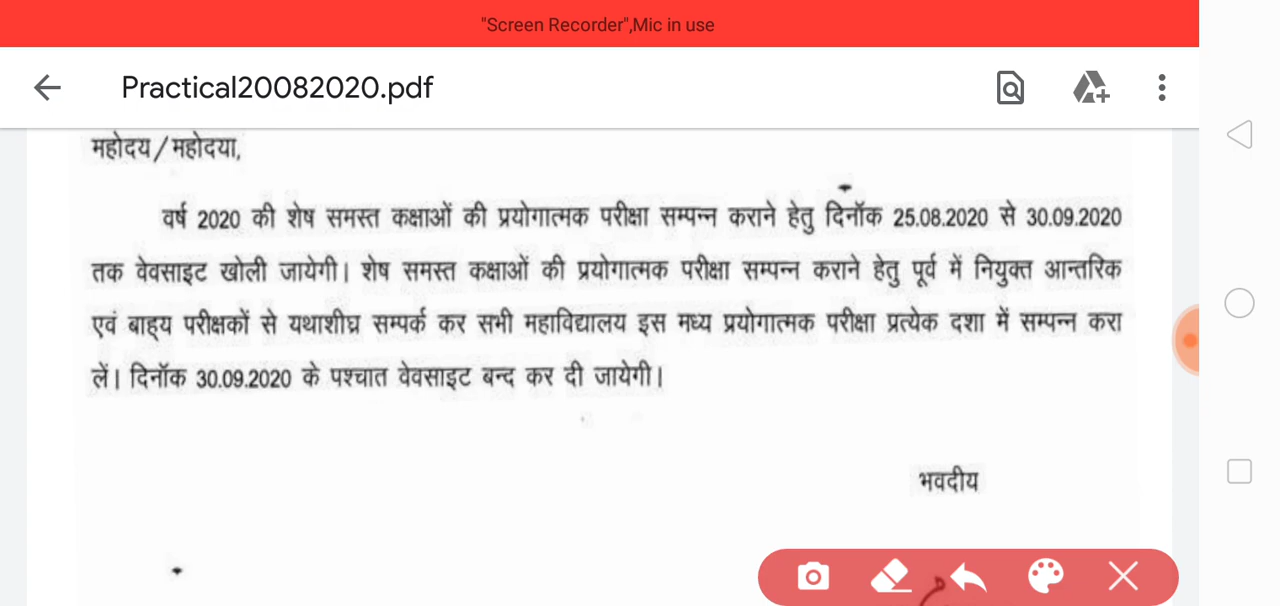 "Screen Recorder",Mic in use
Practical20082020.pdf
महोदय/महोदया,
वर्ष 2020 की शेष समस्त कक्षाओं की प्रयोगात्मक परीक्षा सम्पन्न कराने हेतु दिनॉक 25.08.2020 से 30.09.2020
तक वेवसाइट खोली जायेगी। शेष समस्त कक्षाओं की प्रयोगात्मक परीक्षा सम्पन्न कराने हेतु पूर्व में नियुक्त आन्तरिक
एवं बाह्य परीक्षकों से यथाशीघ्र सम्पर्क कर सभी महाविद्यालय इस मध्य प्रयोगात्मक परीक्षा प्रत्येक दशा में सम्पन्न करा
लें। दिनॉक 30.09.2020 के पश्चात वेवसाइट बन्द कर दी जायेगी।
भवदीय